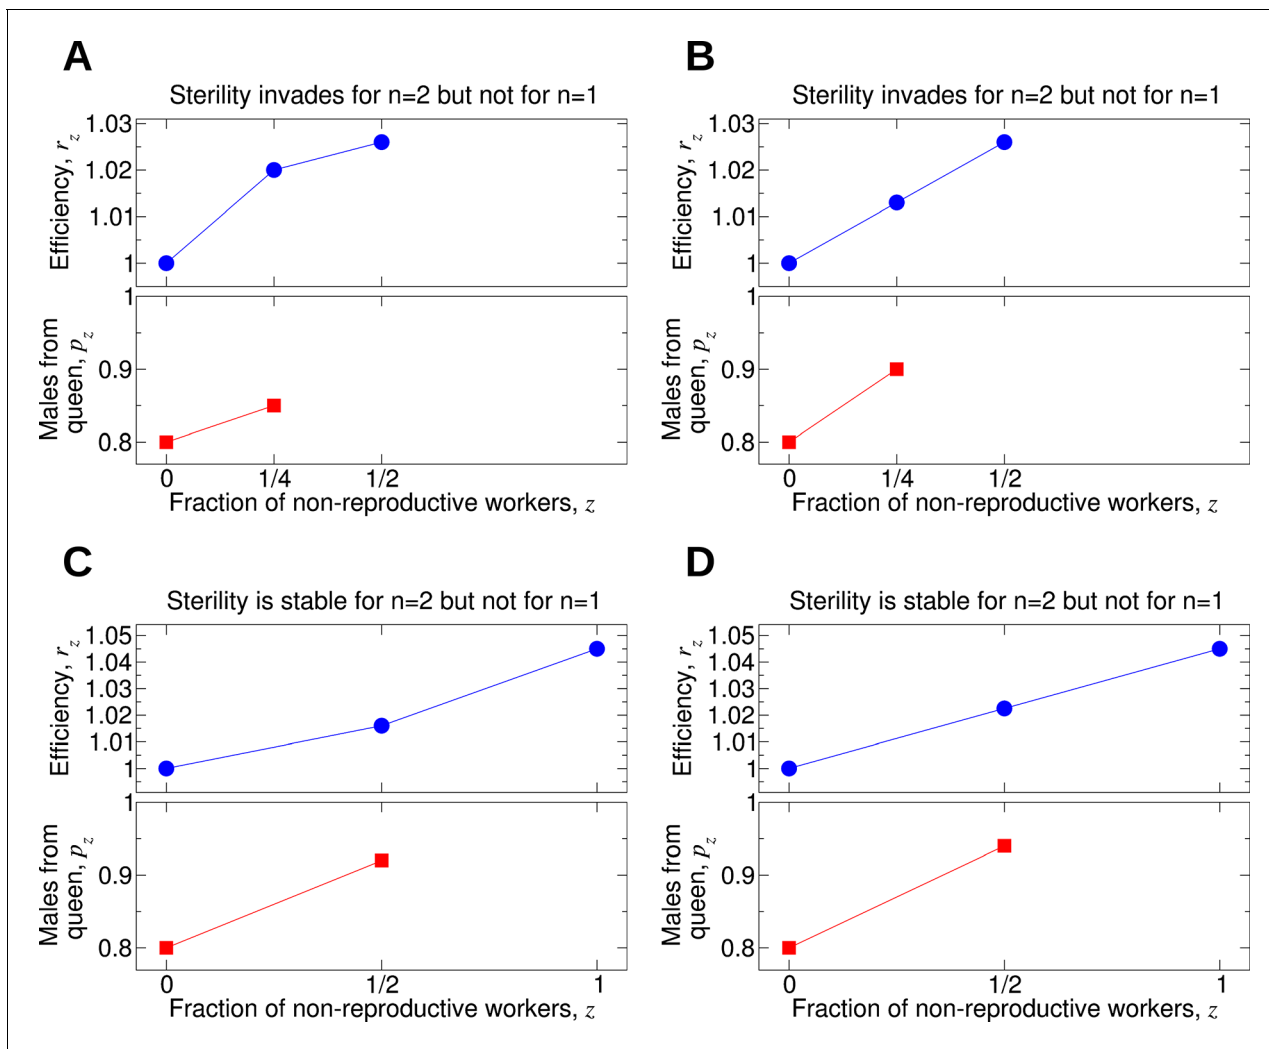 A
Sterility invades for n=2 but not for n=1
Efficiency, r_z
1.03
1.02
1.01
1
Males from
queen, p_z
1
0.9
0.8
0
1/4
1/2
Fraction of non-reproductive workers, z
B
Sterility invades for n=2 but not for n=1
Efficiency, r_z
1.03
1.02
1.01
1
Males from
queen, p_z
1
0.9
0.8
0
1/4
1/2
Fraction of non-reproductive workers, z
C
Sterility is stable for n=2 but not for n=1
Efficiency, r_z
1.05
1.04
1.03
1.02
1.01
1
Males from
queen, p_z
1
0.9
0.8
0
1/2
1
Fraction of non-reproductive workers, z
D
Sterility is stable for n=2 but not for n=1
Efficiency, r_z
1.05
1.04
1.03
1.02
1.01
1
Males from
queen, p_z
1
0.9
0.8
0
1/2
1
Fraction of non-reproductive workers, z